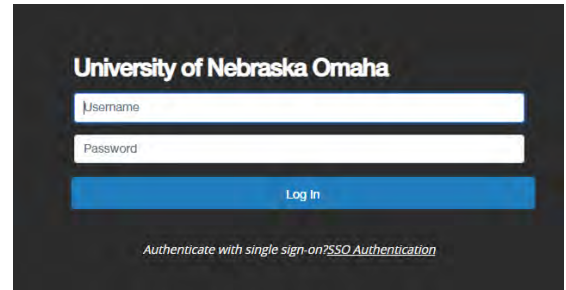 University of Nebraska Omaha
Username
Password
Log In
Authenticate with single sign-on?SSO Authentication